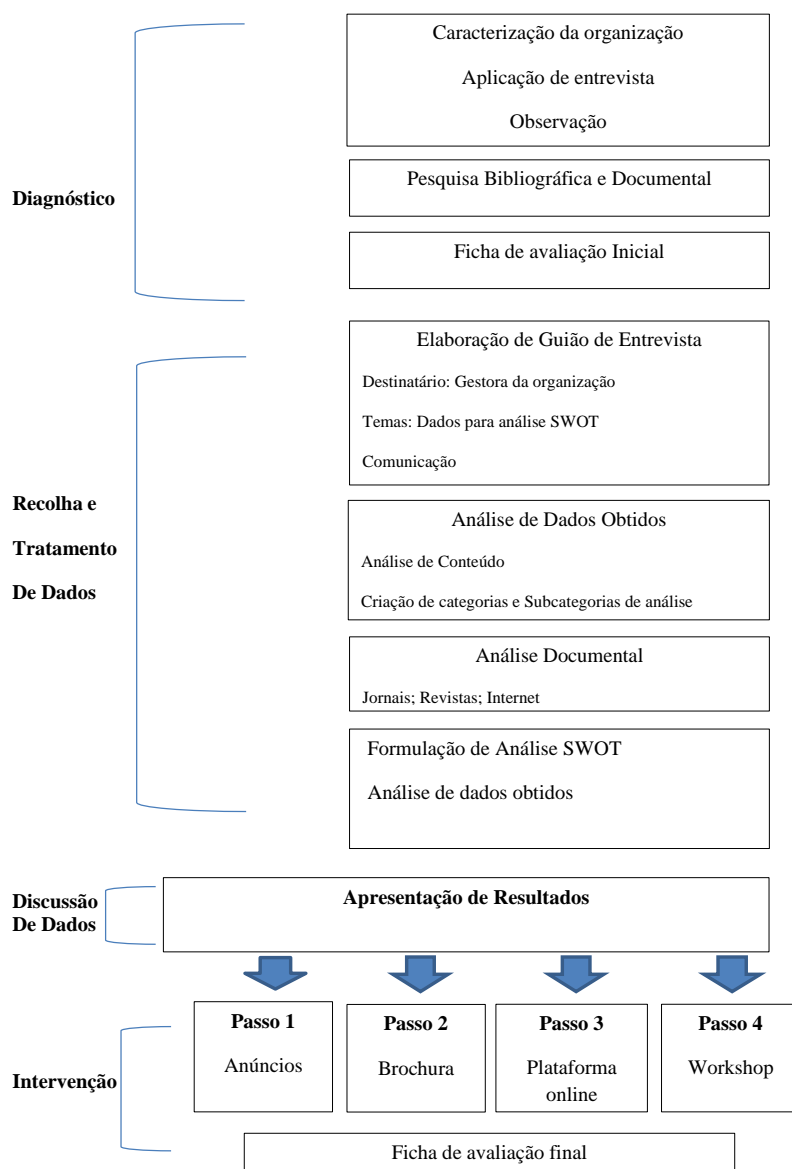 Caracterização da organização
Aplicação de entrevista
Observação
Diagnóstico
Pesquisa Bibliográfica e Documental
Ficha de avaliação Inicial
Elaboração de Guião de Entrevista
Destinatário: Gestora da organização
Temas: Dados para análise SWOT
Comunicação
Recolha e
Tratamento
De Dados
Análise de Dados Obtidos
Análise de Conteúdo
Criação de categorias e Subcategorias de análise
Análise Documental
Jornais; Revistas; Internet
Formulação de Análise SWOT
Análise de dados obtidos
Discussão
De Dados
Apresentação de Resultados
Intervenção
Passo 1
Anúncios
Passo 2
Brochura
Passo 3
Plataforma
online
Passo 4
Workshop
Ficha de avaliação final